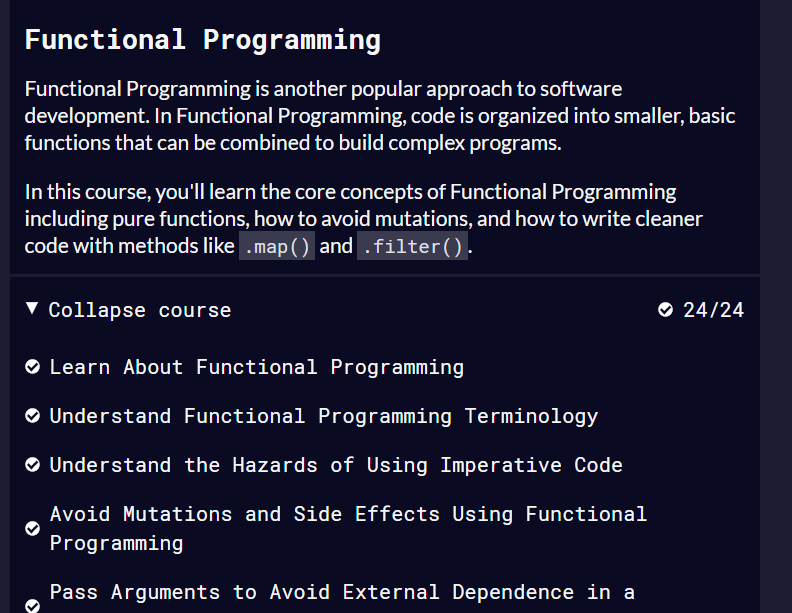 Functional Programming
Functional Programming is another popular approach to software
development. In Functional Programming, code is organized into smaller, basic
functions that can be combined to build complex programs.
In this course, you'll learn the core concepts of Functional Programming
including pure functions, how to avoid mutations, and how to write cleaner
code with methods like .map() and .filter().
Collapse course 24/24
Learn About Functional Programming
Understand Functional Programming Terminology
Understand the Hazards of Using Imperative Code
Avoid Mutations and Side Effects Using Functional
Programming
Pass Arguments to Avoid External Dependence in a